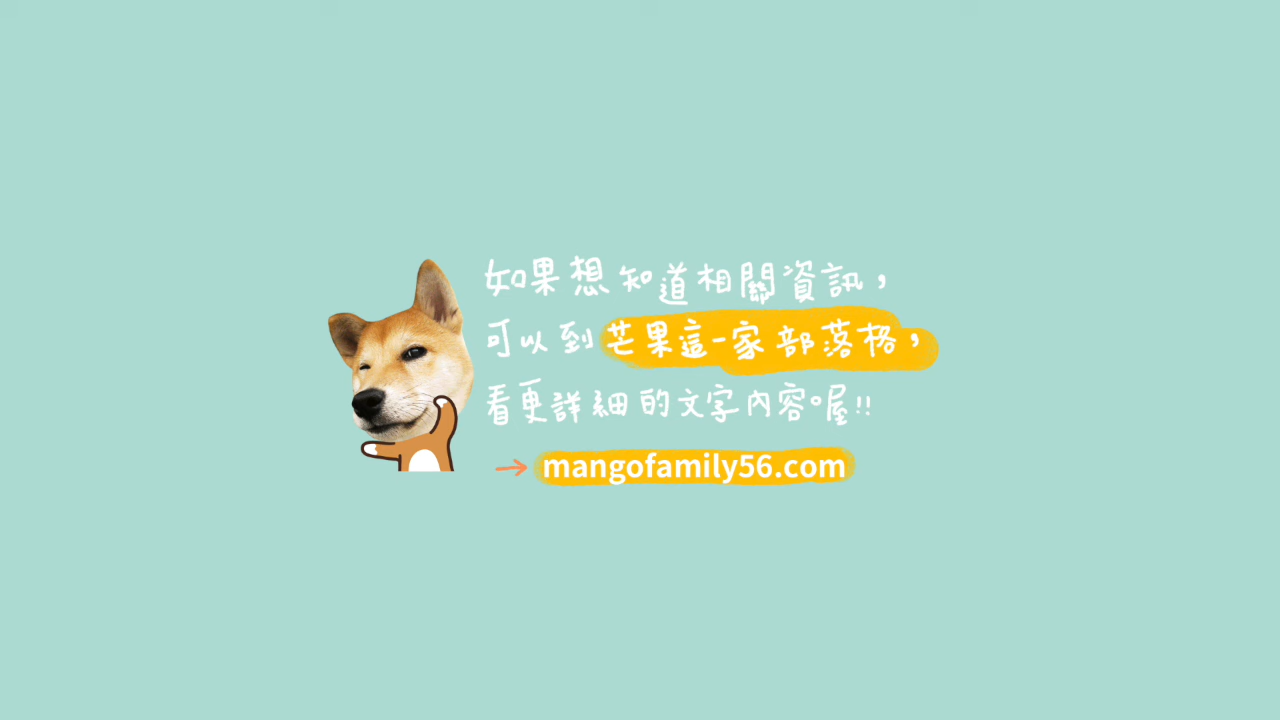 如果想知道相關資訊，
可以到芒果這一家部落格，
看更詳細的文字內容喔!!
→ mangofamily56.com